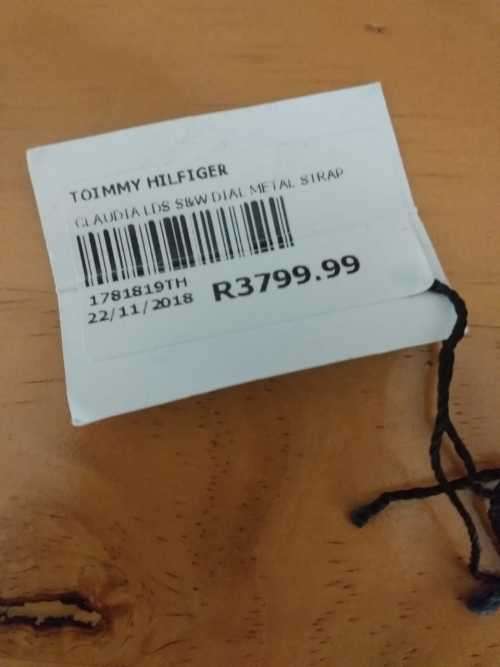 TOIMMY HILFIGER
CLAUDIA LDS S&W DIAL METAL STRAP
1781819TH
22/11/2018 R3799.99